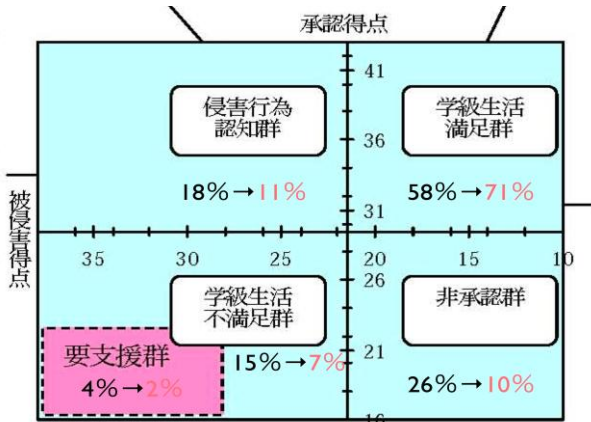 承認得点
41
侵害行為
認知群
学級生活
満足群
36
18%→11%
58%→71%
31
被侵害得点
35 30 25 20 15 10
26
学級生活
不満足群
非承認群
要支援群
4%→2%
15%→7%
21
26%→10%
16